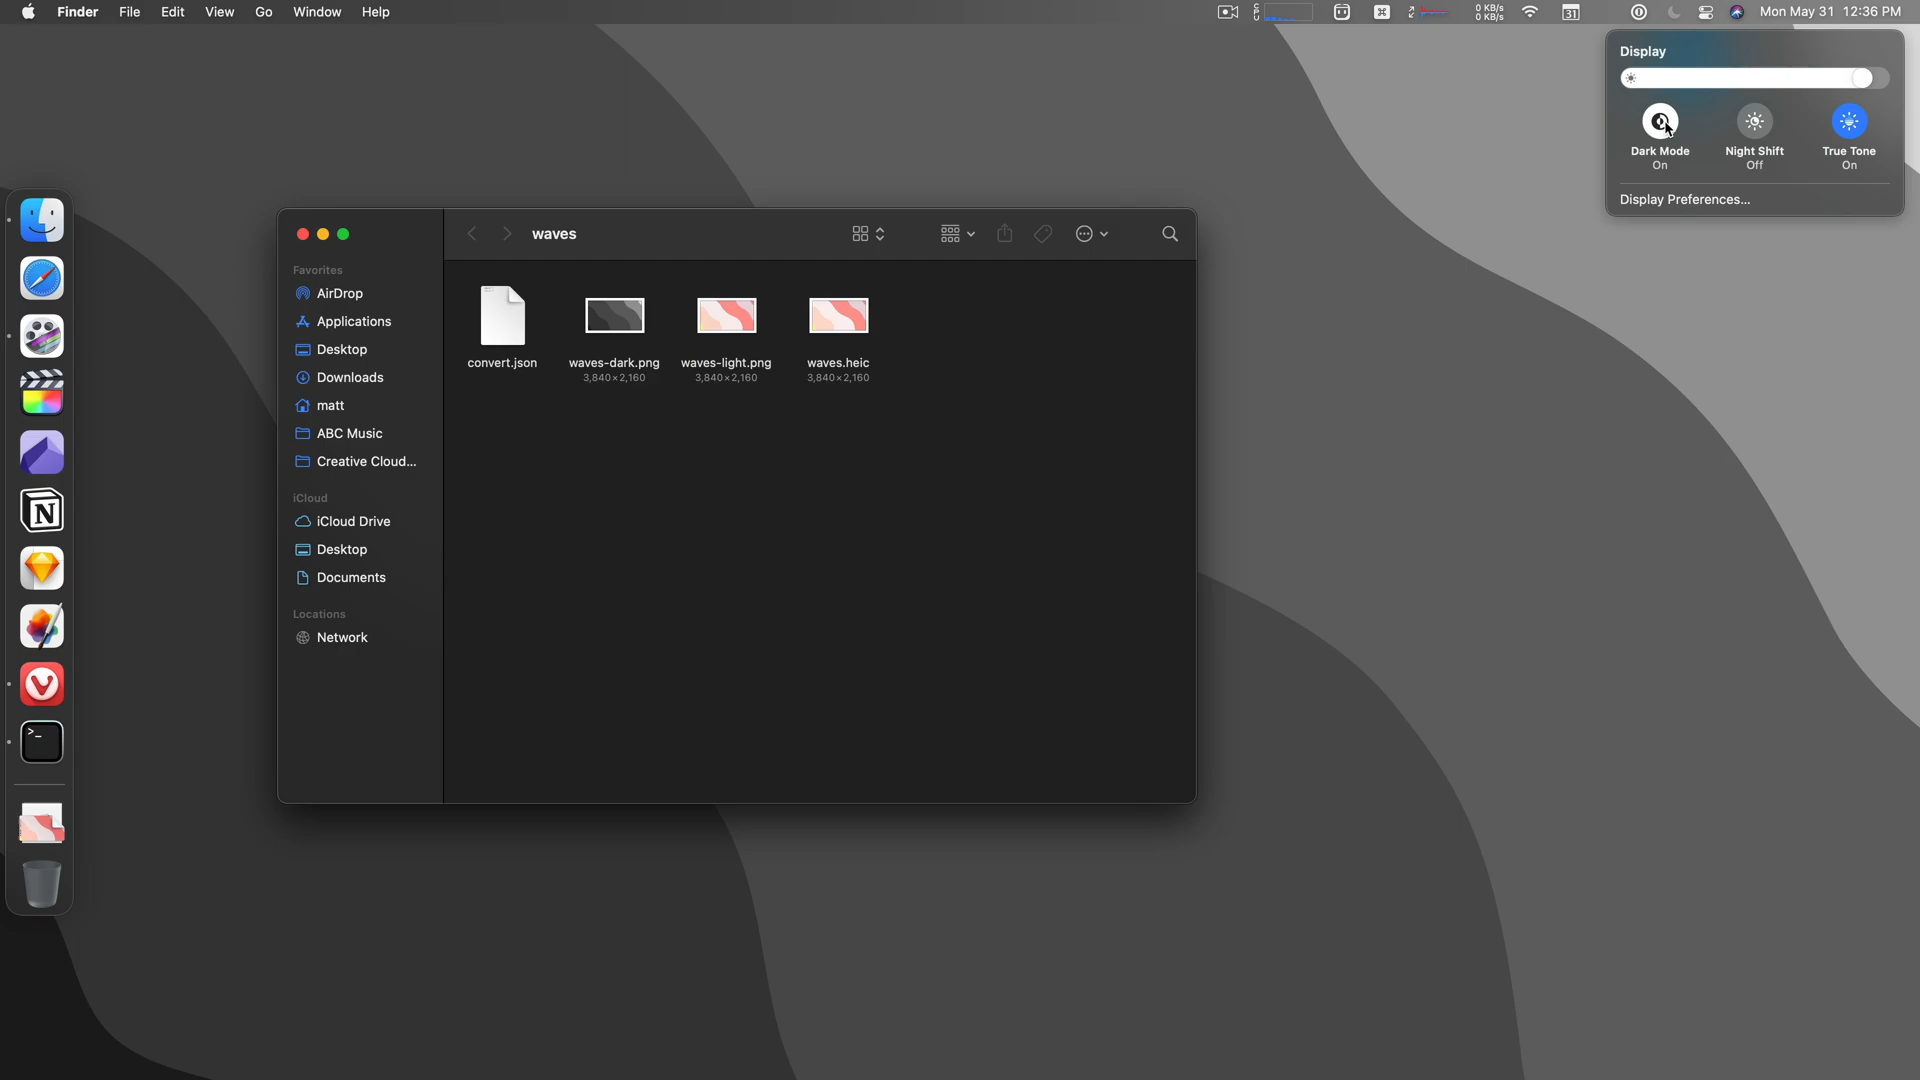 Finder File Edit View Go Window Help
CPU
0 KB/s
0 KB/s
31
Mon May 31 12:36 PM
Display
Dark Mode
On
Night Shift
Off
True Tone
On
Display Preferences...
waves
Favorites
AirDrop
Applications
Desktop
Downloads
matt
ABC Music
Creative Cloud...
iCloud
iCloud Drive
Desktop
Documents
Locations
Network
convert.json
waves-dark.png
3,840×2,160
waves-light.png
3,840×2,160
waves.heic
3,840×2,160
N
>_